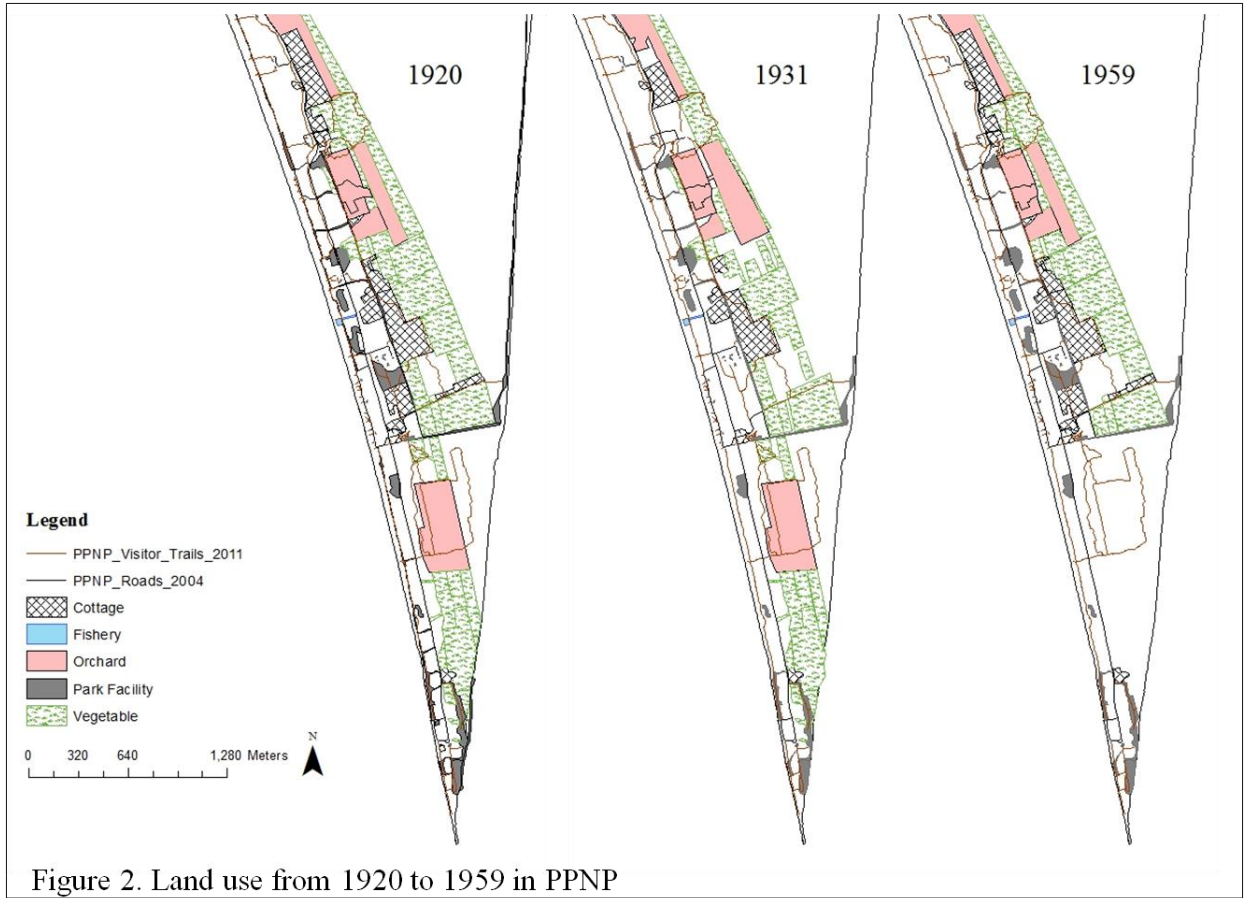 1920
1931
1959
Legend
PPNP_Visitor_Trails_2011
PPNP_Roads_2004
Cottage
Fishery
Orchard
Park Facility
Vegetable
0 320 640 1,280 Meters
N
Figure 2. Land use from 1920 to 1959 in PPNP